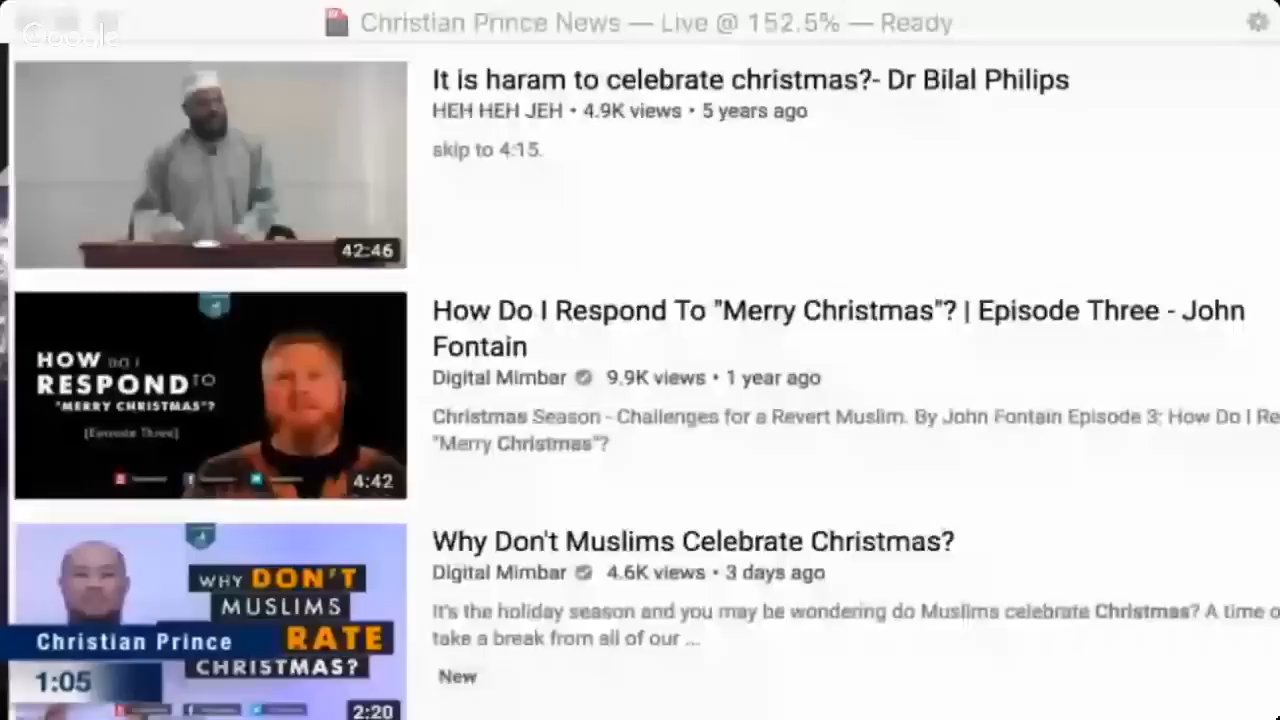 Google
Christian Prince News — Live @ 152.5% — Ready
It is haram to celebrate christmas?- Dr Bilal Philips
HEH HEH JEH • 4.9K views • 5 years ago
skip to 4:15.
42:46
How Do I Respond To "Merry Christmas"? | Episode Three - John
Fontain
Digital Mimbar 9.9K views • 1 year ago
Christmas Season - Challenges for a Revert Muslim. By John Fontain Episode 3: How Do I Re
"Merry Christmas"?
HOW DO I
RESPOND TO
"MERRY CHRISTMAS"?
[Episode Three]
4:42
Why Don't Muslims Celebrate Christmas?
Digital Mimbar 4.6K views • 3 days ago
It's the holiday season and you may be wondering do Muslims celebrate Christmas? A time o
take a break from all of our ...
New
WHY DON'T
MUSLIMS
RATE
CHRISTMAS?
2:20
Christian Prince
1:05